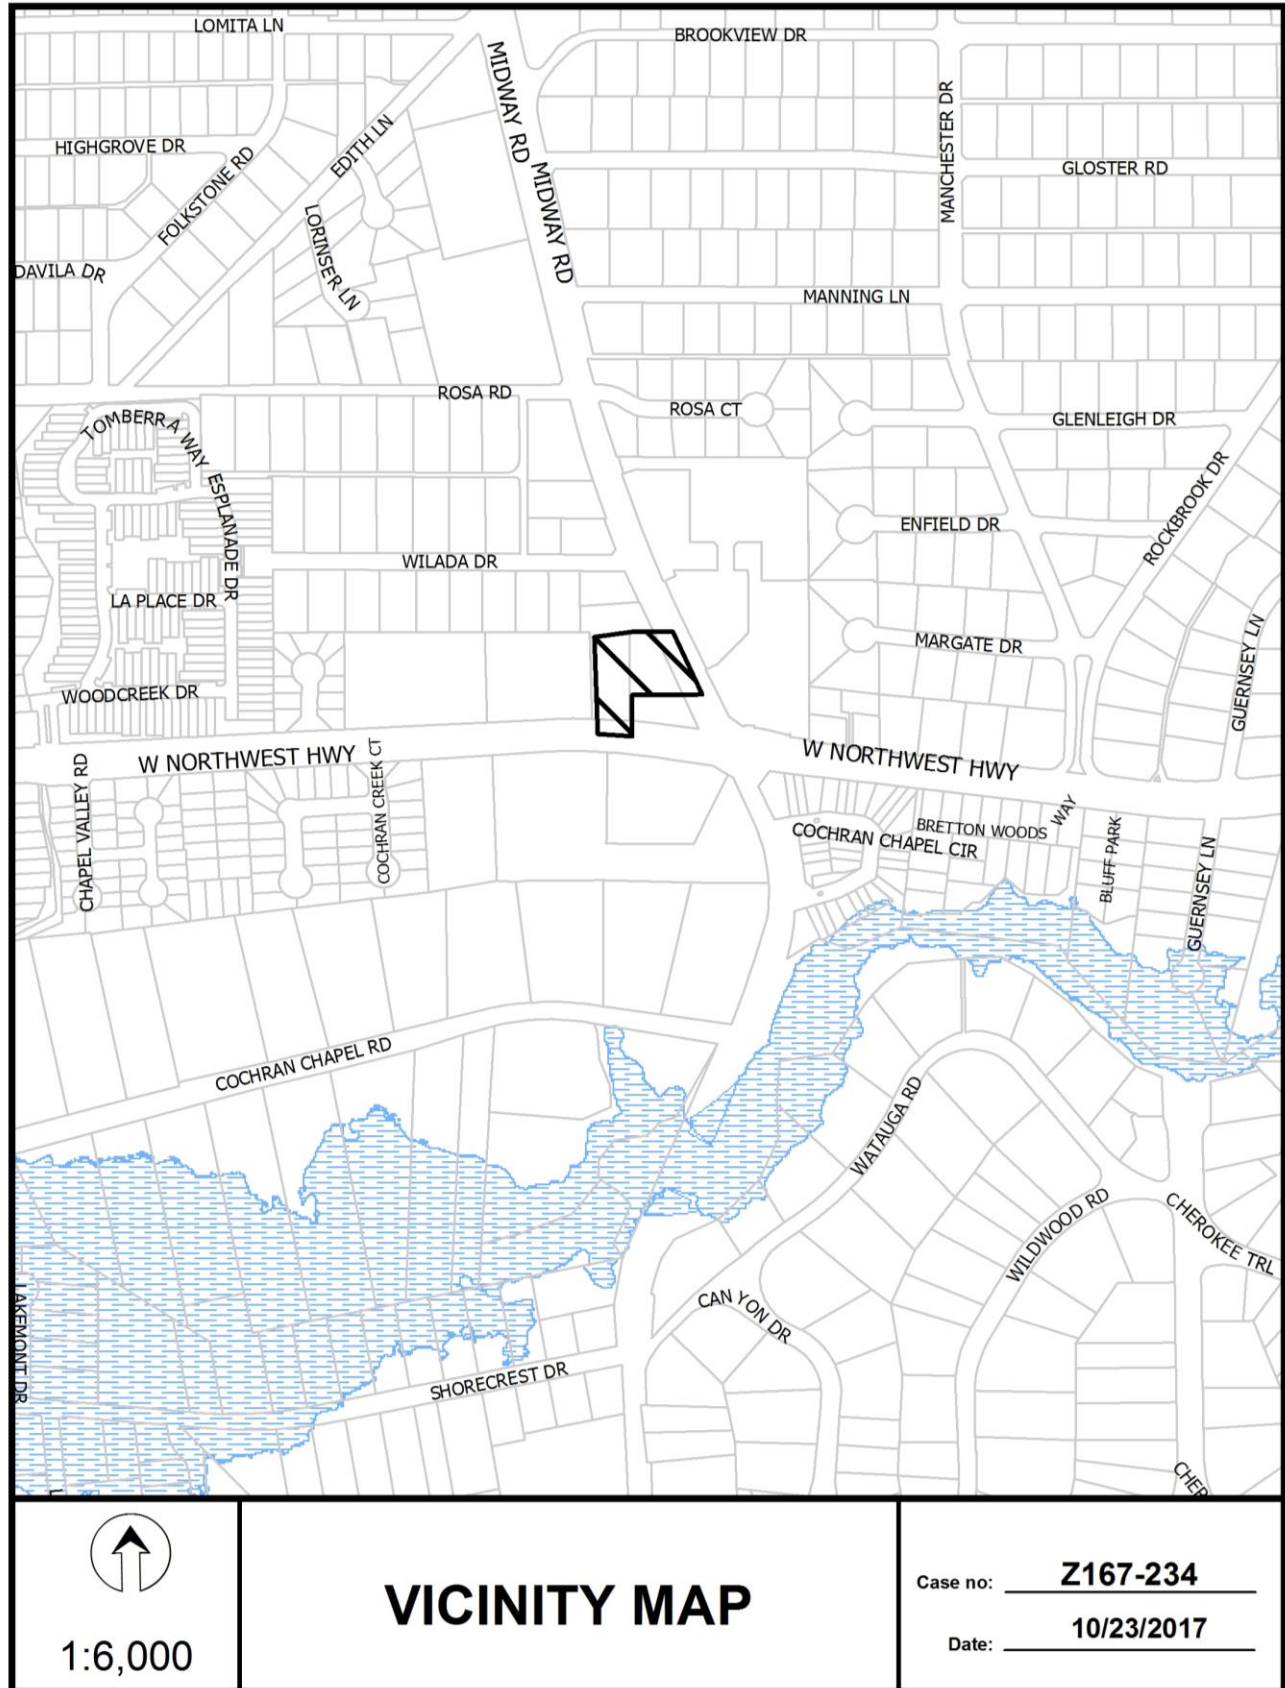 LOMITA LN
BROOKVIEW DR
MIDWAY RD
MANCHESTER DR
HIGHGROVE DR
EDITH LN
FOLKSTONE RD
MIDWAY RD
GLOSTER RD
LORINSER LN
DAVILA DR
MANNING LN
ROSA RD
ROSA CT
GLENLEIGH DR
TOMBERRA WAY
ESPLANADE DR
ROCKBROOK DR
ENFIELD DR
WILADA DR
LA PLACE DR
MARGATE DR
GUERNSEY LN
WOODCREEK DR
W NORTHWEST HWY
W NORTHWEST HWY
CHAPEL VALLEY RD
COCHRAN CREEK CT
BRETTON WOODS WAY
COCHRAN CHAPEL CIR
BLUFF PARK
GUERNSEY LN
COCHRAN CHAPEL RD
WATAUGA RD
WILDWOOD RD
CHEROKEE TRL
LAKEMONT DR
CAN YON DR
SHORECREST DR
CHER
L
1:6,000
VICINITY MAP
Case no: Z167-234
Date: 10/23/2017